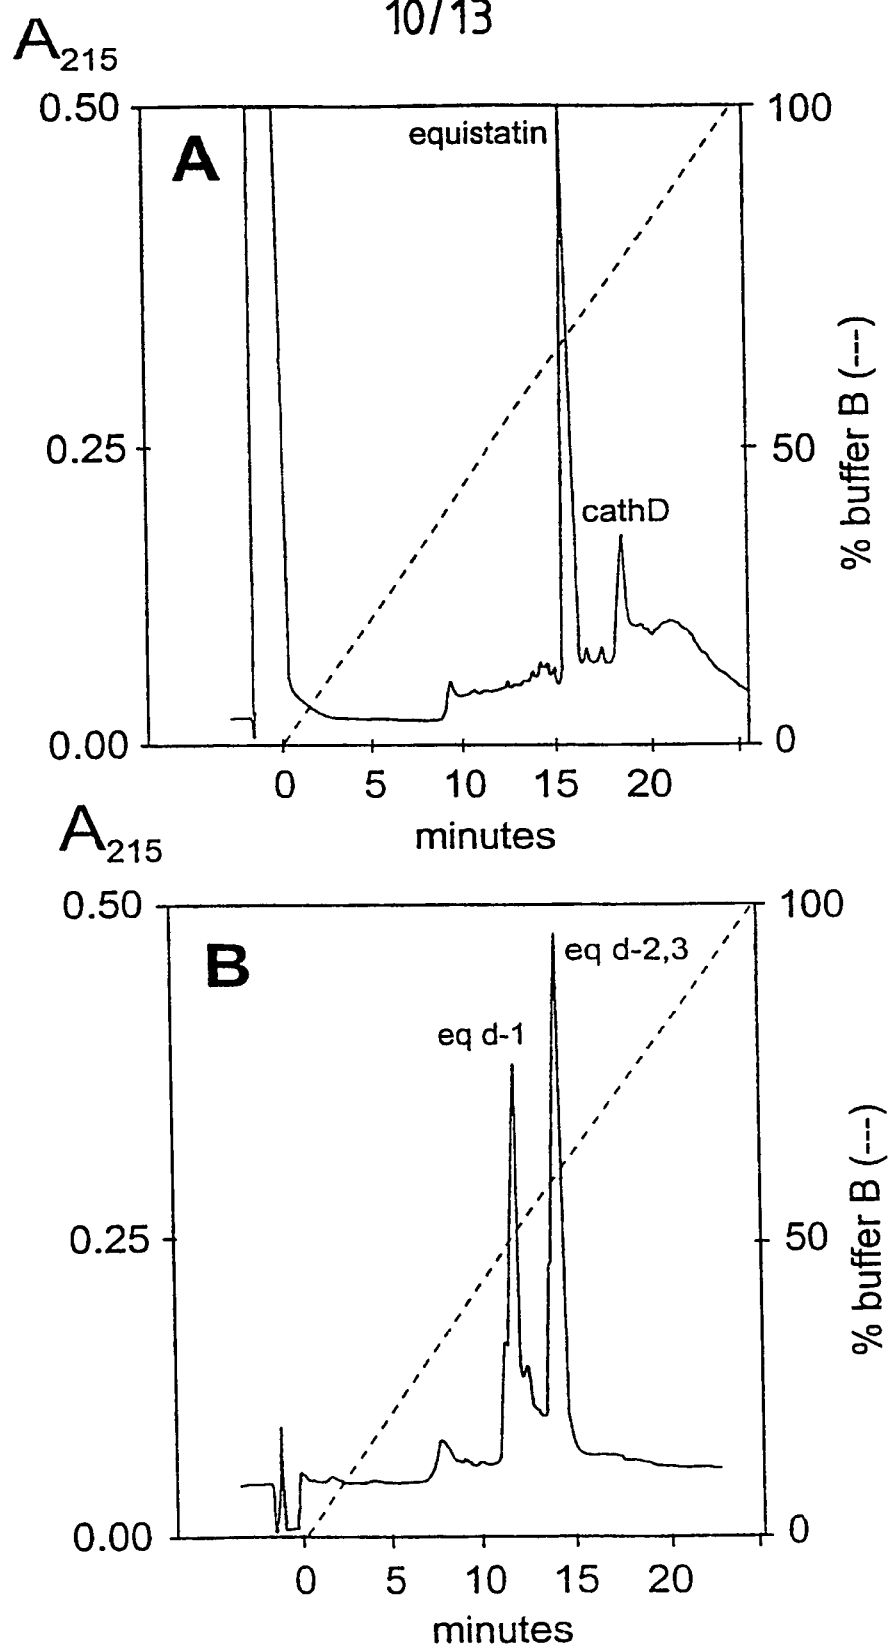 10/13
A215
0.50
100
A
equistatin
0.25
50
cathD
% buffer B (---)
0.00
0
0 5 10 15 20
minutes
A215
0.50
100
B
eq d-2,3
eq d-1
0.25
50
% buffer B (---)
0.00
0
0 5 10 15 20
minutes